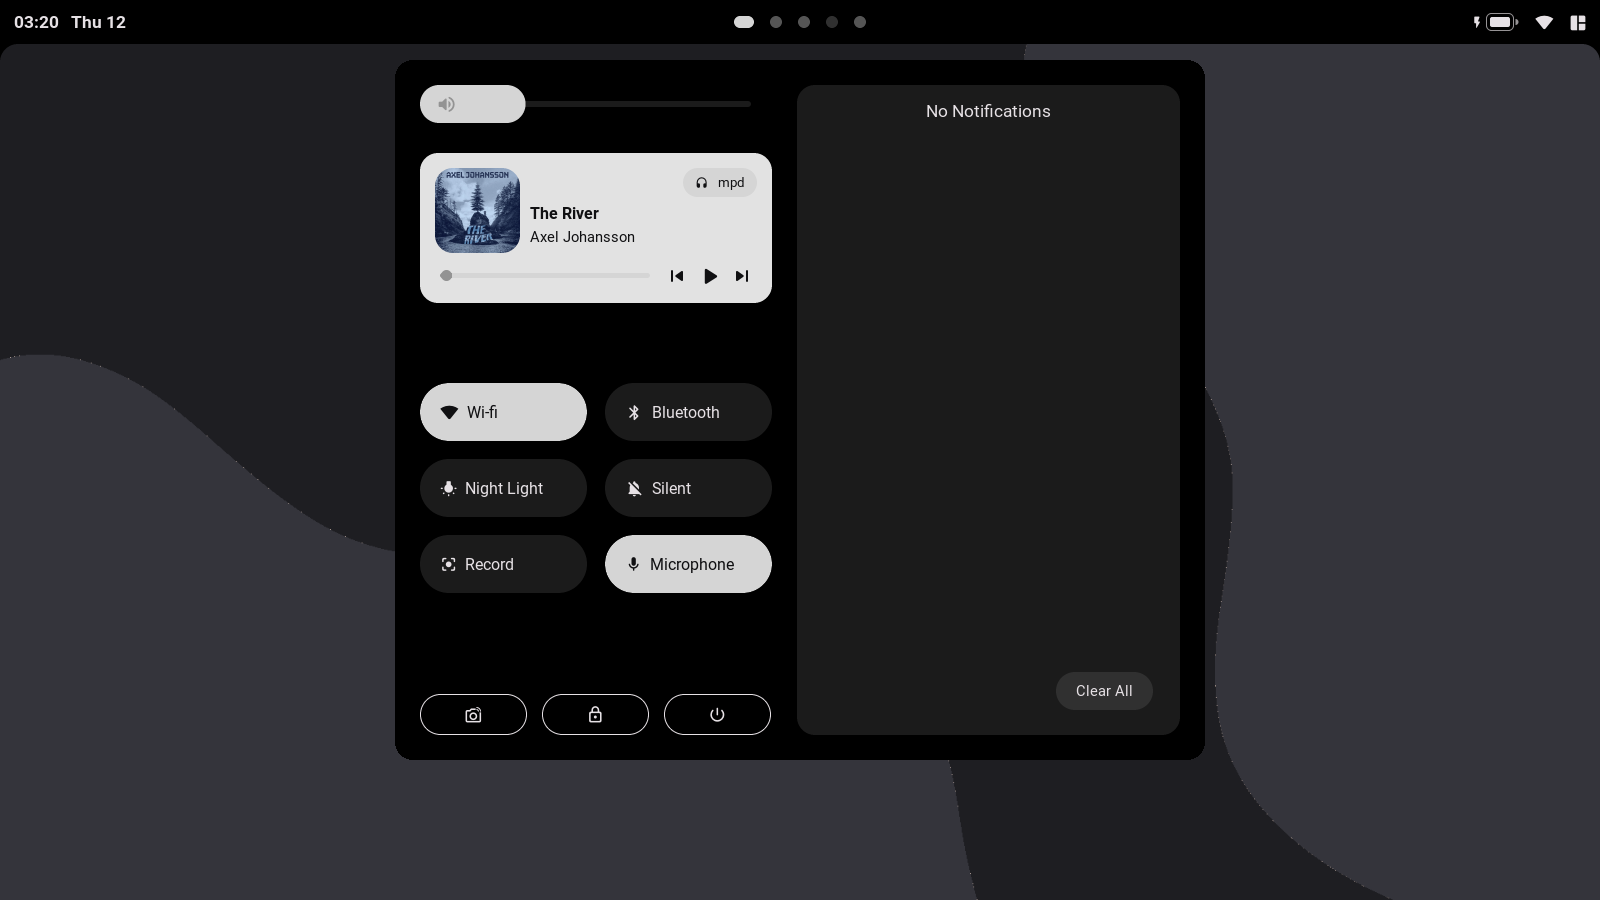 03:20 Thu 12
No Notifications
AXEL JOHANSSON
THE
RIVER
mpd
The River
Axel Johansson
Wi-fi
Bluetooth
Night Light
Silent
Record
Microphone
Clear All